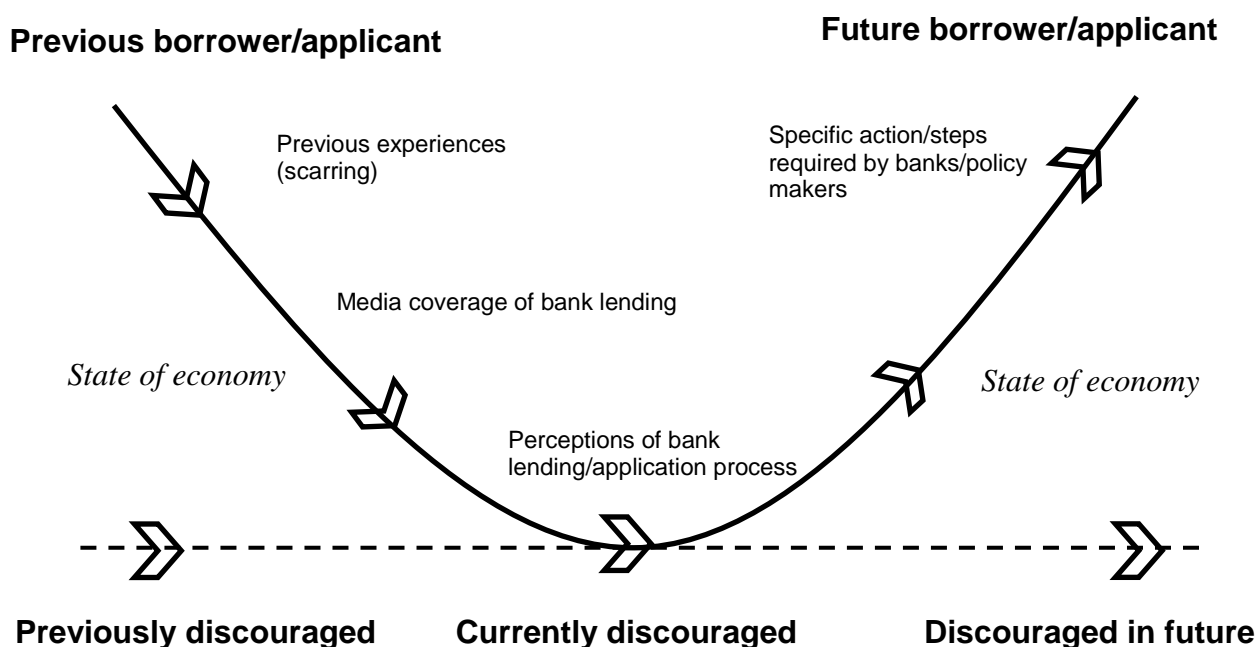 Previous borrower/applicant
Future borrower/applicant
Previous experiences
(scarring)
Specific action/steps
required by banks/policy
makers
Media coverage of bank lending
State of economy
State of economy
Perceptions of bank
lending/application process
Previously discouraged
Currently discouraged
Discouraged in future